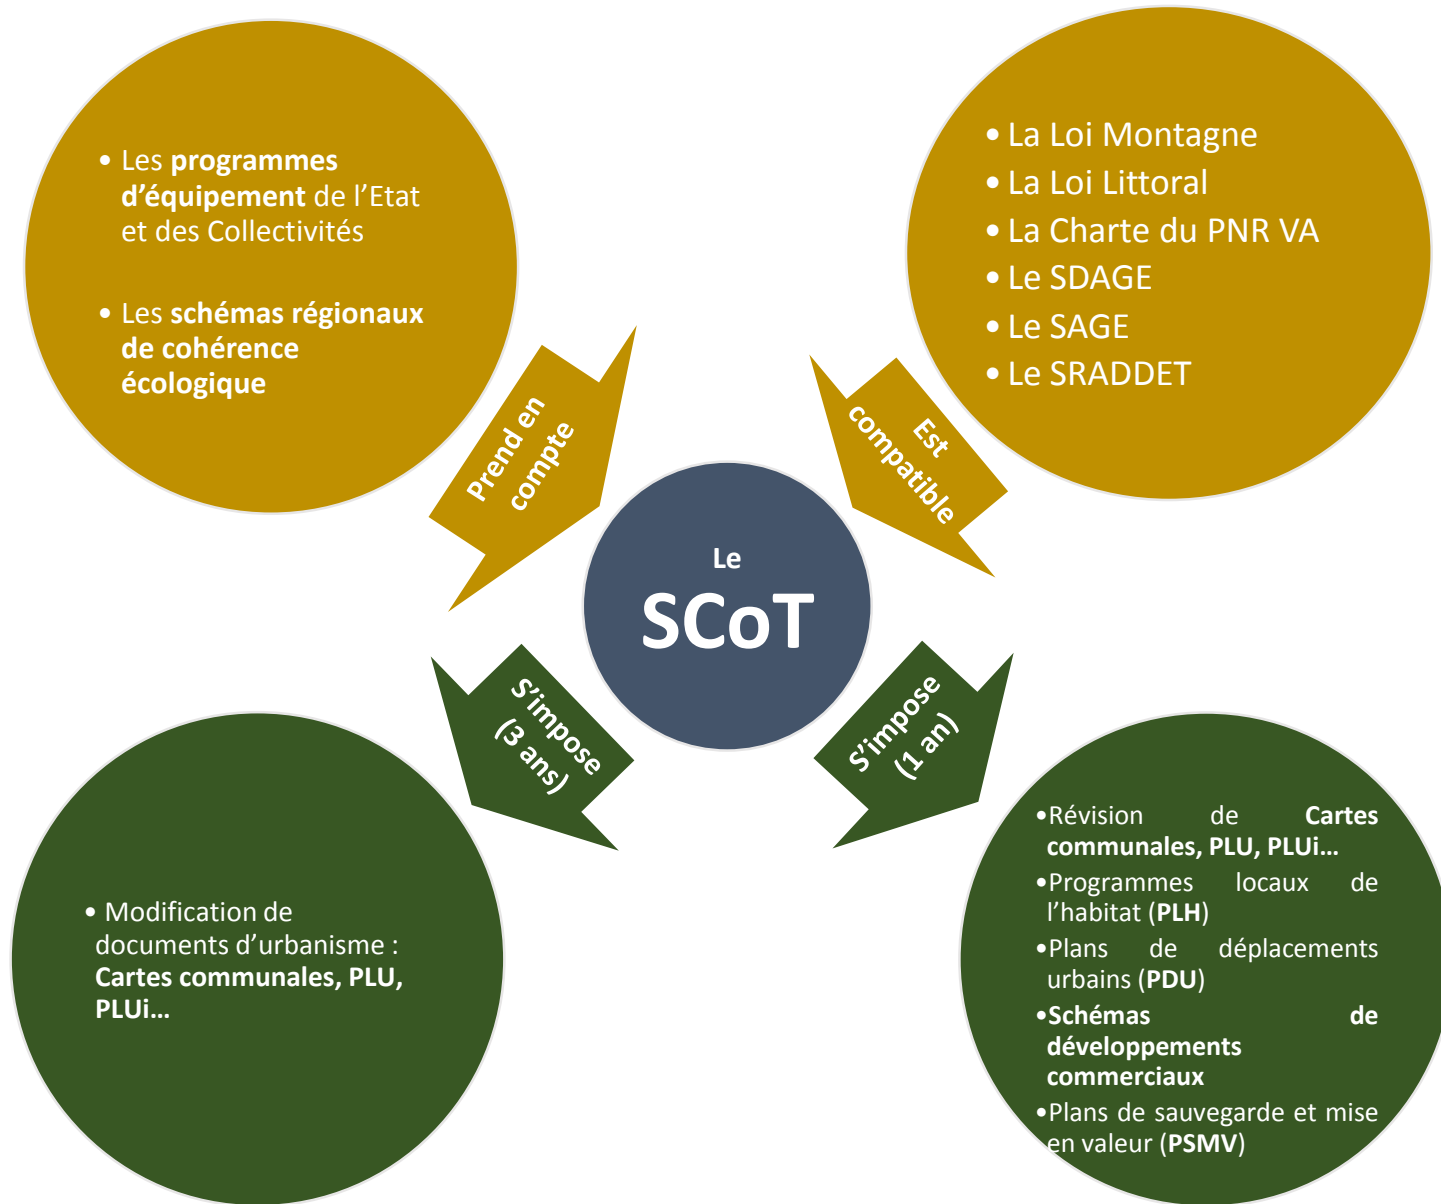 • Les programmes
d’équipement de l’Etat
et des Collectivités
• Les schémas régionaux
de cohérence
écologique
• La Loi Montagne
• La Loi Littoral
• La Charte du PNR VA
• Le SDAGE
• Le SAGE
• Le SRADDET
Prend en
compte
Est
compatible
Le
SCoT
S’impose
(3 ans)
S’impose
(1 an)
• Modification de
documents d’urbanisme :
Cartes communales, PLU,
PLUi…
•Révision de Cartes
communales, PLU, PLUi…
•Programmes locaux de
l’habitat (PLH)
•Plans de déplacements
urbains (PDU)
•Schémas de
développements
commerciaux
•Plans de sauvegarde et mise
en valeur (PSMV)